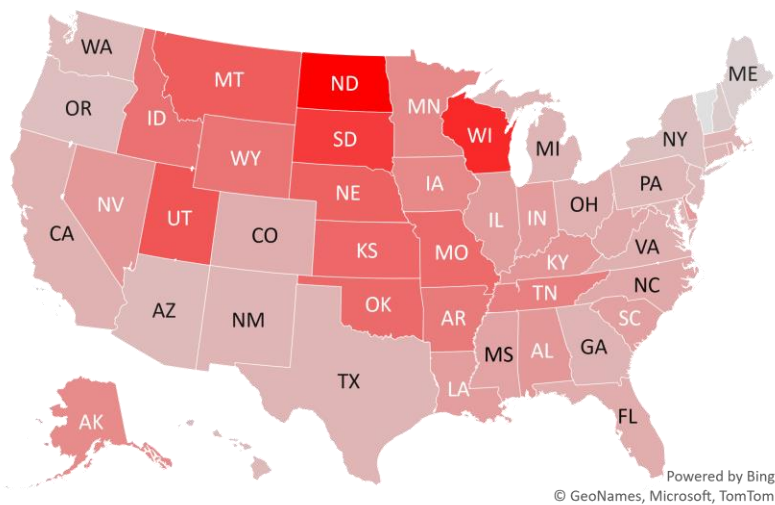 WA
ME
MT
ND
OR
MN
ID
SD
WI
NY
MI
WY
PA
IA
NE
OH
NV
IL
IN
UT
CO
CA
VA
KS
MO
KY
NC
TN
OK
AZ
AR
SC
NM
MS
AL
GA
TX
LA
FL
AK
Powered by Bing
© GeoNames, Microsoft, TomTom